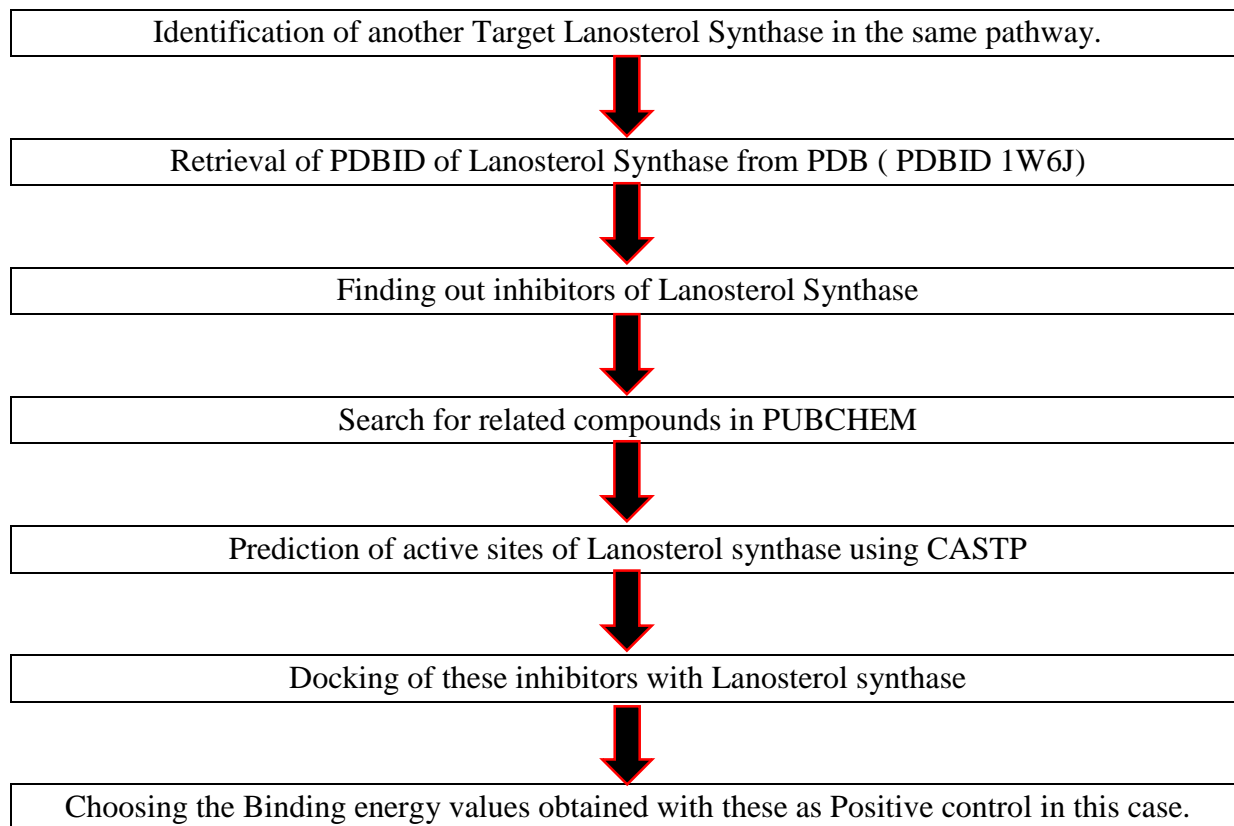 Identification of another Target Lanosterol Synthase in the same pathway.
Retrieval of PDBID of Lanosterol Synthase from PDB ( PDBID 1W6J)
Finding out inhibitors of Lanosterol Synthase
Search for related compounds in PUBCHEM
Prediction of active sites of Lanosterol synthase using CASTP
Docking of these inhibitors with Lanosterol synthase
Choosing the Binding energy values obtained with these as Positive control in this case.